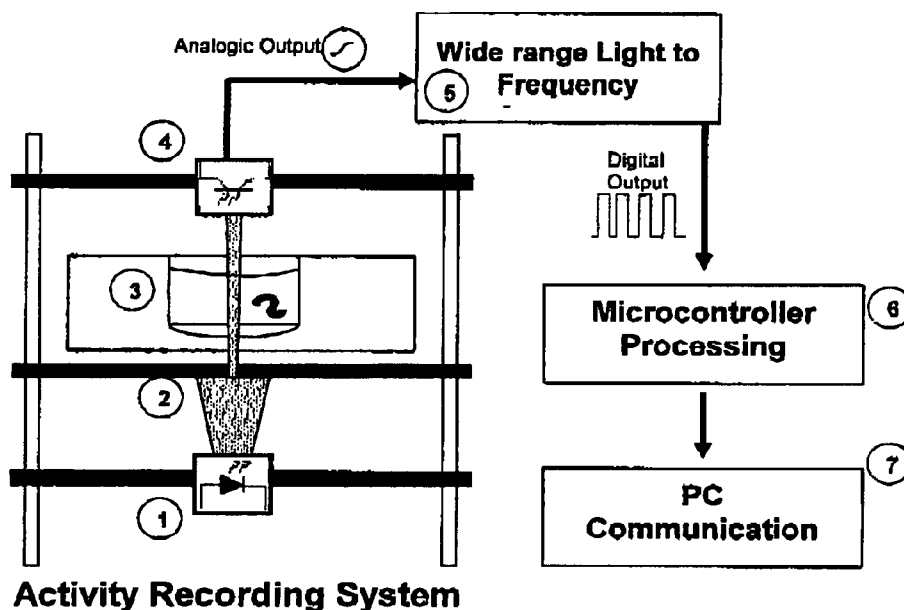 Analogic Output
Wide range Light to
Frequency
5
4
Digital
Output
3
Microcontroller
Processing
6
2
7
PC
Communication
1
Activity Recording System